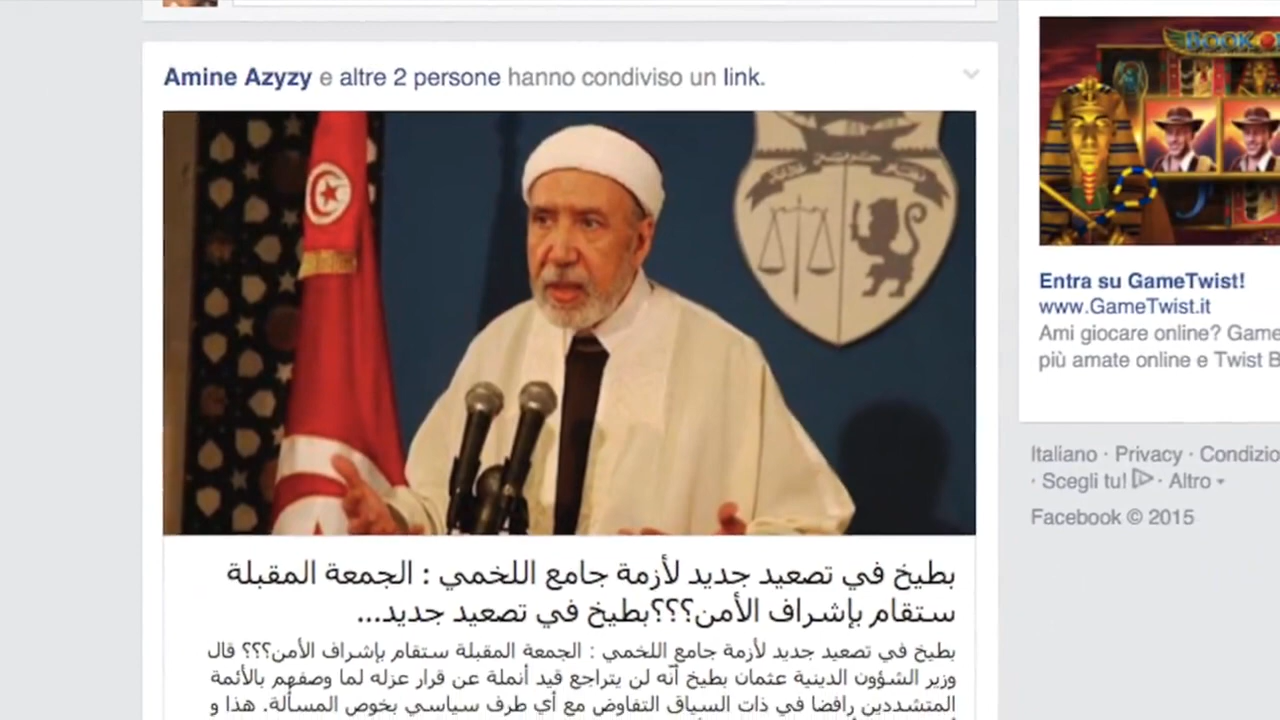 Amine Azyzy e altre 2 persone hanno condiviso un link.
بطيخ في تصعيد جديد لأزمة جامع اللخمي : الجمعة المقبلة
ستقام بإشراف الأمن؟؟؟بطيخ في تصعيد جديد...
بطيخ في تصعيد جديد لأزمة جامع اللخمي : الجمعة المقبلة ستقام بإشراف الأمن؟؟؟ قال
وزير الشؤون الدينية عثمان بطيخ أنّه لن يتراجع قيد أنملة عن قرار عزله لما وصفهم بالأئمة
المتشددين رافضا في ذات السياق التفاوض مع أي طرف سياسي بخوص المسألة. هذا و
BOOK O
Entra su GameTwist!
www.GameTwist.it
Ami giocare online? Game
più amate online e Twist B
Italiano · Privacy · Condizio
· Scegli tu! · Altro
Facebook © 2015